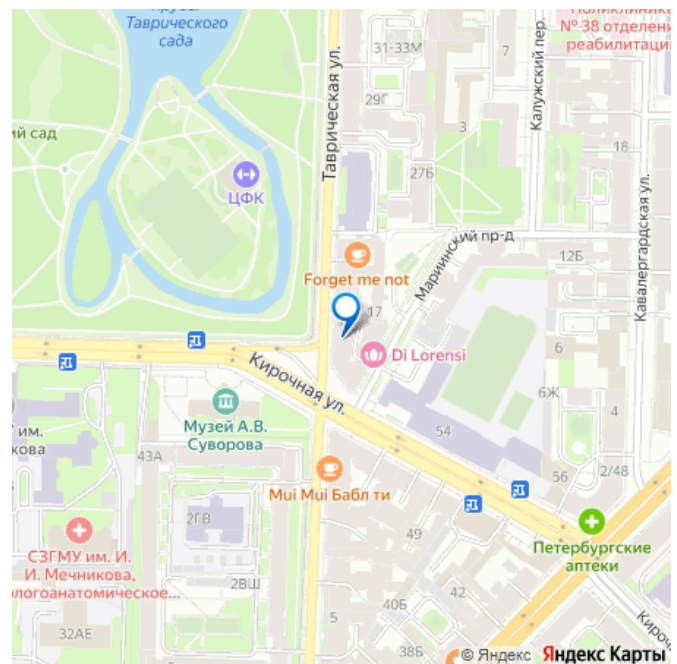 Таврического
сада
Таврическая ул.
31-33М
Поликлиника
№ 38 отделени
реабилитаци
7
Калужский пер.
29Г
3
ий сад
ЦФК
27Б
18
Кавалергардская ул.
Мариинский пр-д
12Б
Forget me not
17
Di Lorensi
6
6Ж
4
Кирочная ул.
Музей А.В.
Суворова
им.
кова
43А
54
56
2/48
Mui Mui Бабл ти
2ГВ
49
Петербургские
аптеки
СЗГМУ им. И.
И. Мечникова,
ологоанатомическое...
2ВШ
5
40Б
42
32АЕ
38Б
Кироч
© Яндекс Яндекс Карты